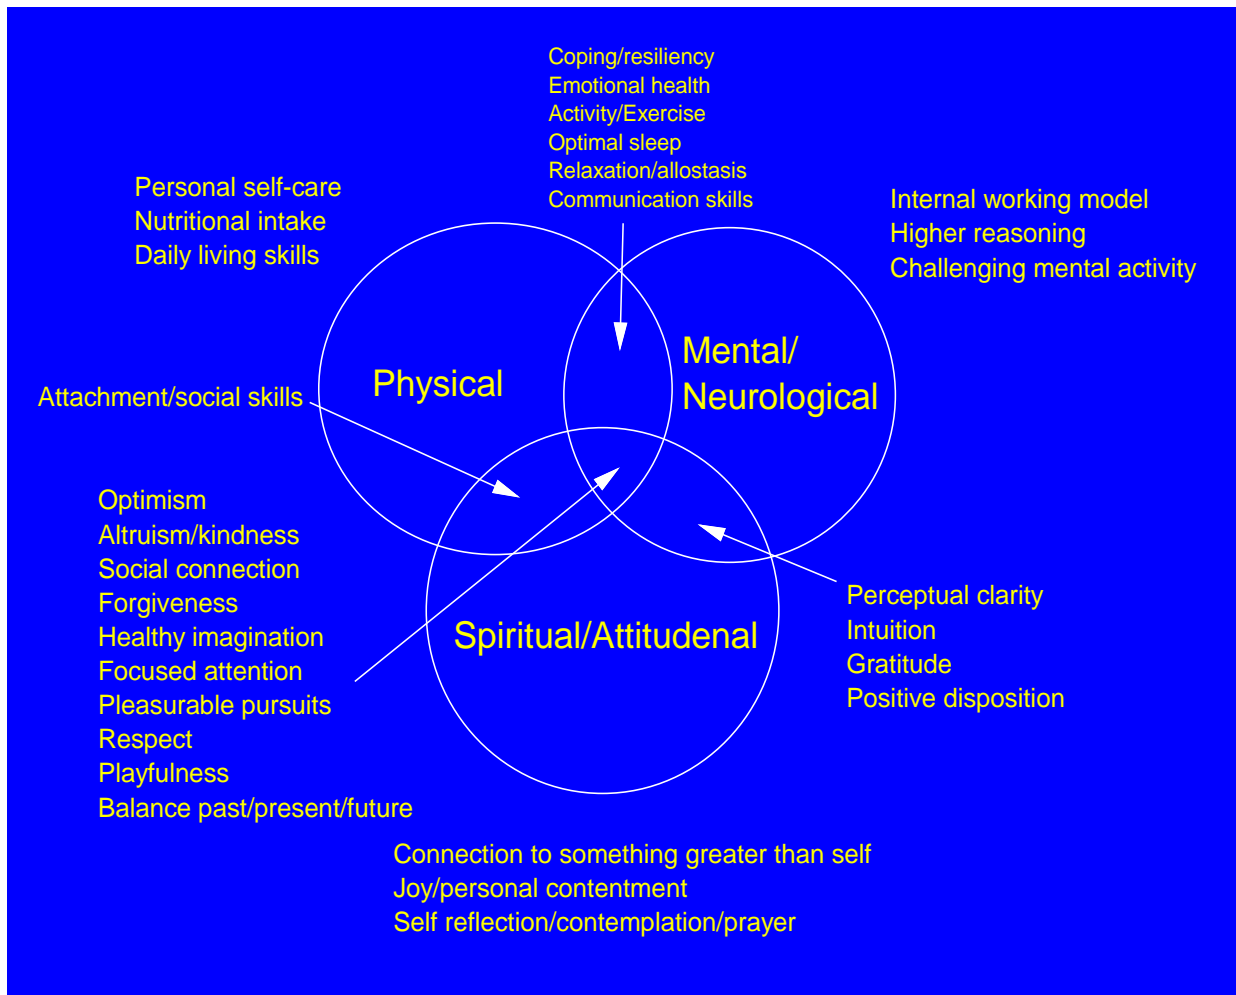 Coping/resiliency
Emotional health
Activity/Exercise
Optimal sleep
Relaxation/allostasis
Communication skills
Personal self-care
Nutritional intake
Daily living skills
Internal working model
Higher reasoning
Challenging mental activity
Physical
Mental/
Neurological
Attachment/social skills
Optimism
Altruism/kindness
Social connection
Forgiveness
Healthy imagination
Focused attention
Pleasurable pursuits
Respect
Playfulness
Balance past/present/future
Spiritual/Attitudenal
Perceptual clarity
Intuition
Gratitude
Positive disposition
Connection to something greater than self
Joy/personal contentment
Self reflection/contemplation/prayer